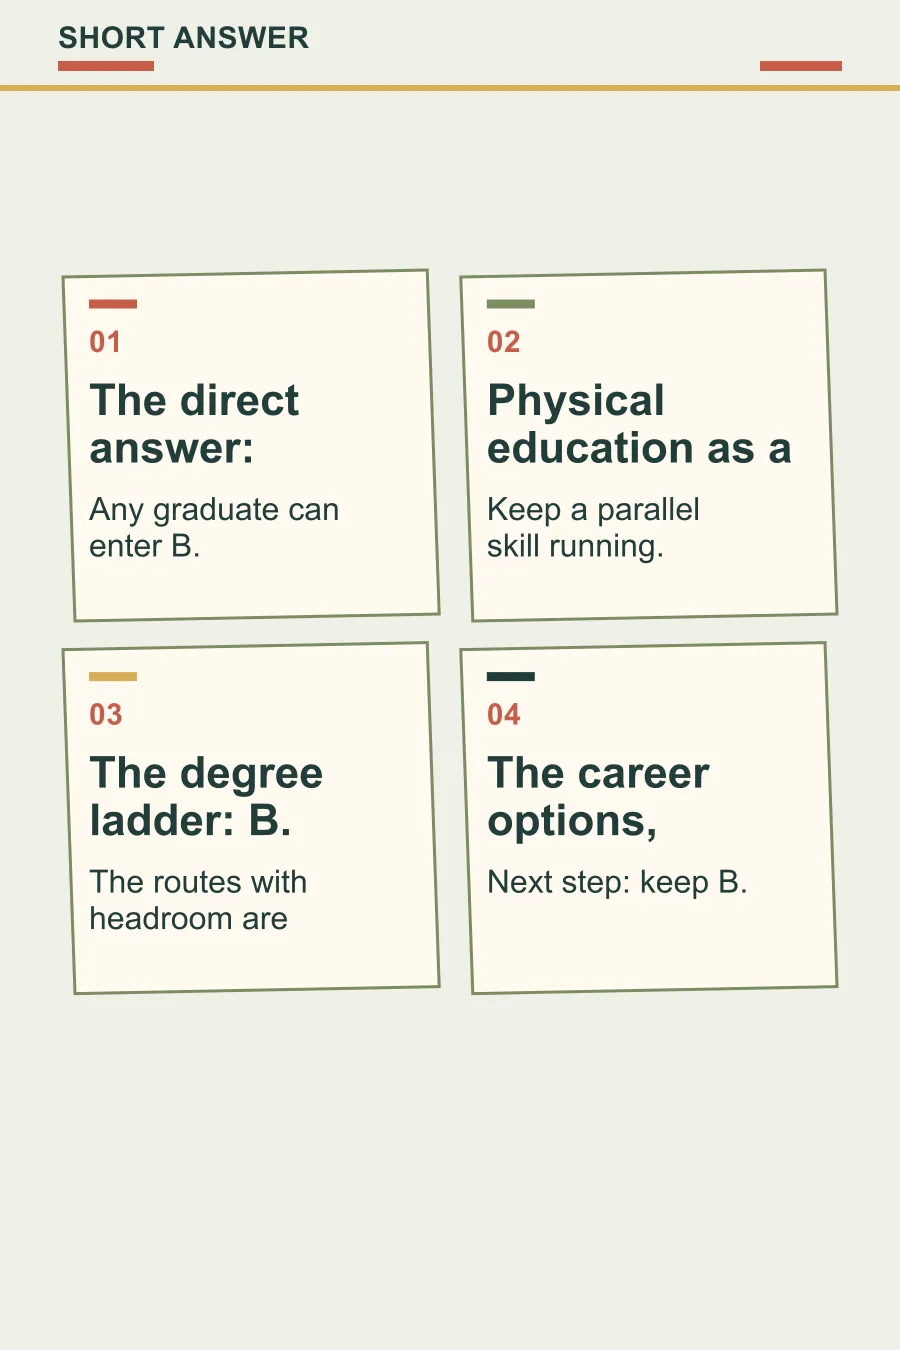 SHORT ANSWER
01
The direct
answer:
Any graduate can
enter B.
02
Physical
education as a
Keep a parallel
skill running.
03
The degree
ladder: B.
The routes with
headroom are
04
The career
options,
Next step: keep B.